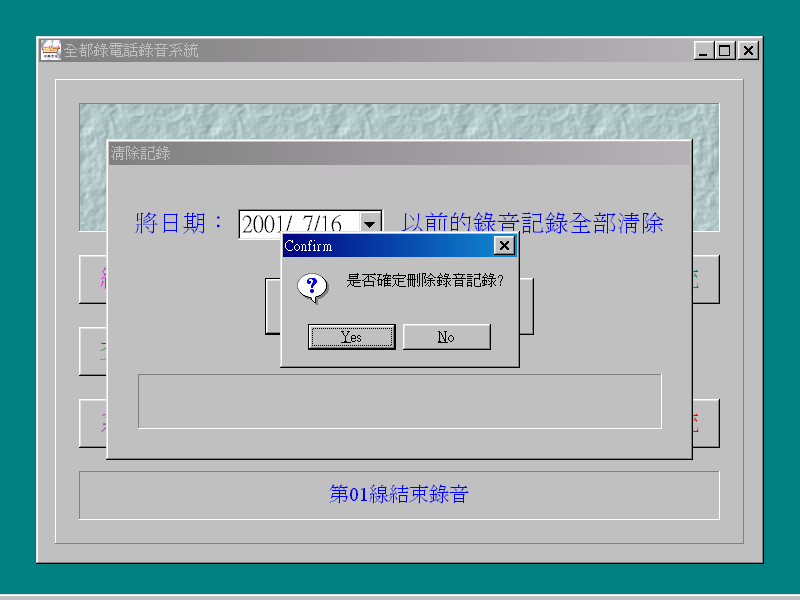 全都錄電話錄音系統
清除記錄
將日期：
2001/ 7/16
以前的錄音記錄全部清除
Confirm
是否確定刪除錄音記錄?
Yes
No
第01線結束錄音